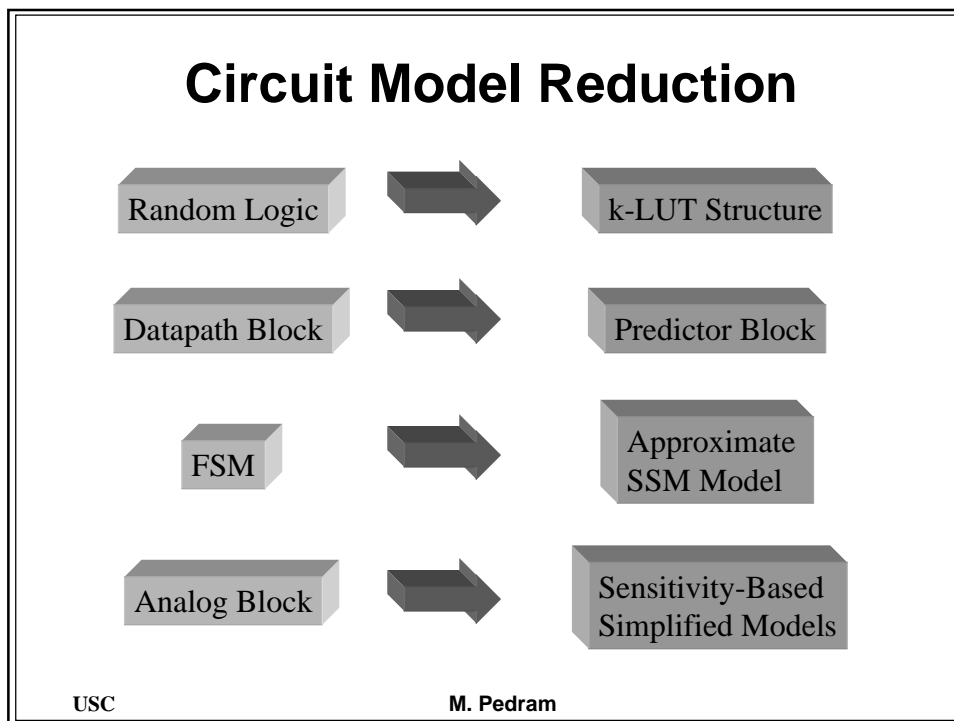 Circuit Model Reduction
Random Logic
k-LUT Structure
Datapath Block
Predictor Block
FSM
Approximate
SSM Model
Analog Block
Sensitivity-Based
Simplified Models
USC
M. Pedram